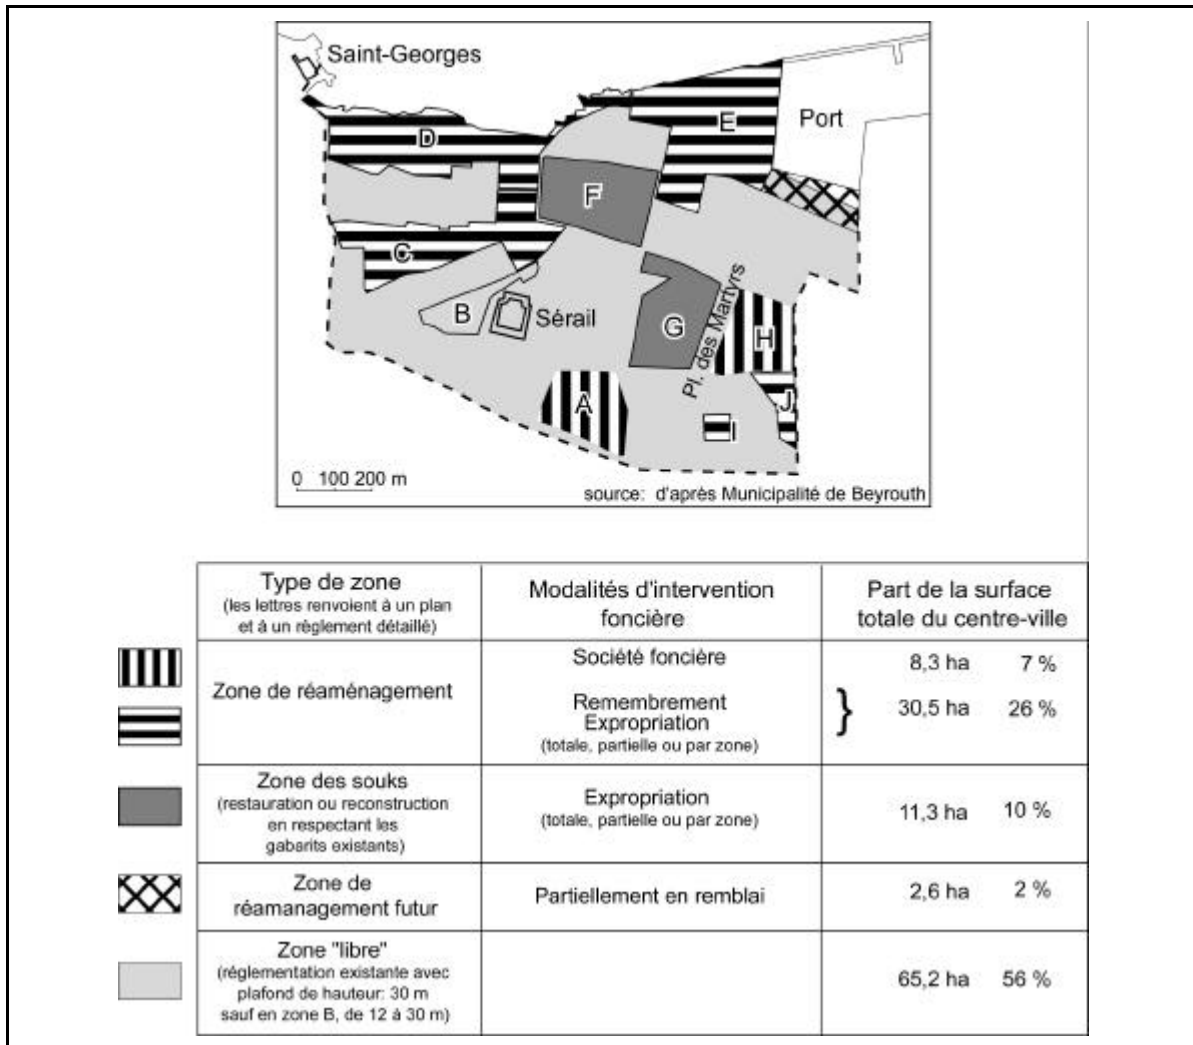 Saint-Georges
Port
D
E
F
C
B
Sérail
G
Pl. des Martyrs
H
A
J
I
0 100 200 m
source: d'après Municipalité de Beyrouth
Type de zone
(les lettres renvoient à un plan
et à un règlement détaillé)
Modalités d'intervention
foncière
Part de la surface
totale du centre-ville
Zone de réaménagement
Société foncière
8,3 ha 7 %
Remembrement
Expropriation
(totale, partielle ou par zone)
} 30,5 ha 26 %
Zone des souks
(restauration ou reconstruction
en respectant les
gabarits existants)
Expropriation
(totale, partielle ou par zone)
11,3 ha 10 %
Zone de
réamanagement futur
Partiellement en remblai
2,6 ha 2 %
Zone "libre"
(réglementation existante avec
plafond de hauteur: 30 m
sauf en zone B, de 12 à 30 m)
65,2 ha 56 %